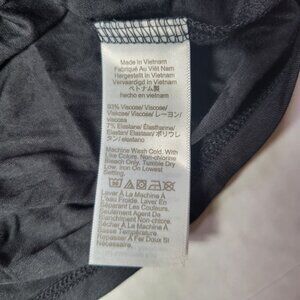 Made in Vietnam
Fabriqué Au Viet Nam
Hergestellt in Vietnam
Vervaardigd in Vietnam
ベトナム製
hecho en vietnam
93% Viscose/ Viscose/
Viskose/ Viscose/ レーヨン/
viscosa
7% Elastane/ Élasthanne/
Elastan/ Elastaan/ ポリウレ
タン/ elastano
Machine Wash Cold, With
Like Colors. Non-chlorine
Bleach Only, Tumble Dry
Low. Iron On Lowest
Setting.
Laver À La Machine À
L'eau Froide. Laver En
Séparant Les Couleurs.
Seulement Agent De
Blanchiment Non-chlore.
Sécher À La Machine À
Température
Repasser À Fer Doux Si
Nécessaire.